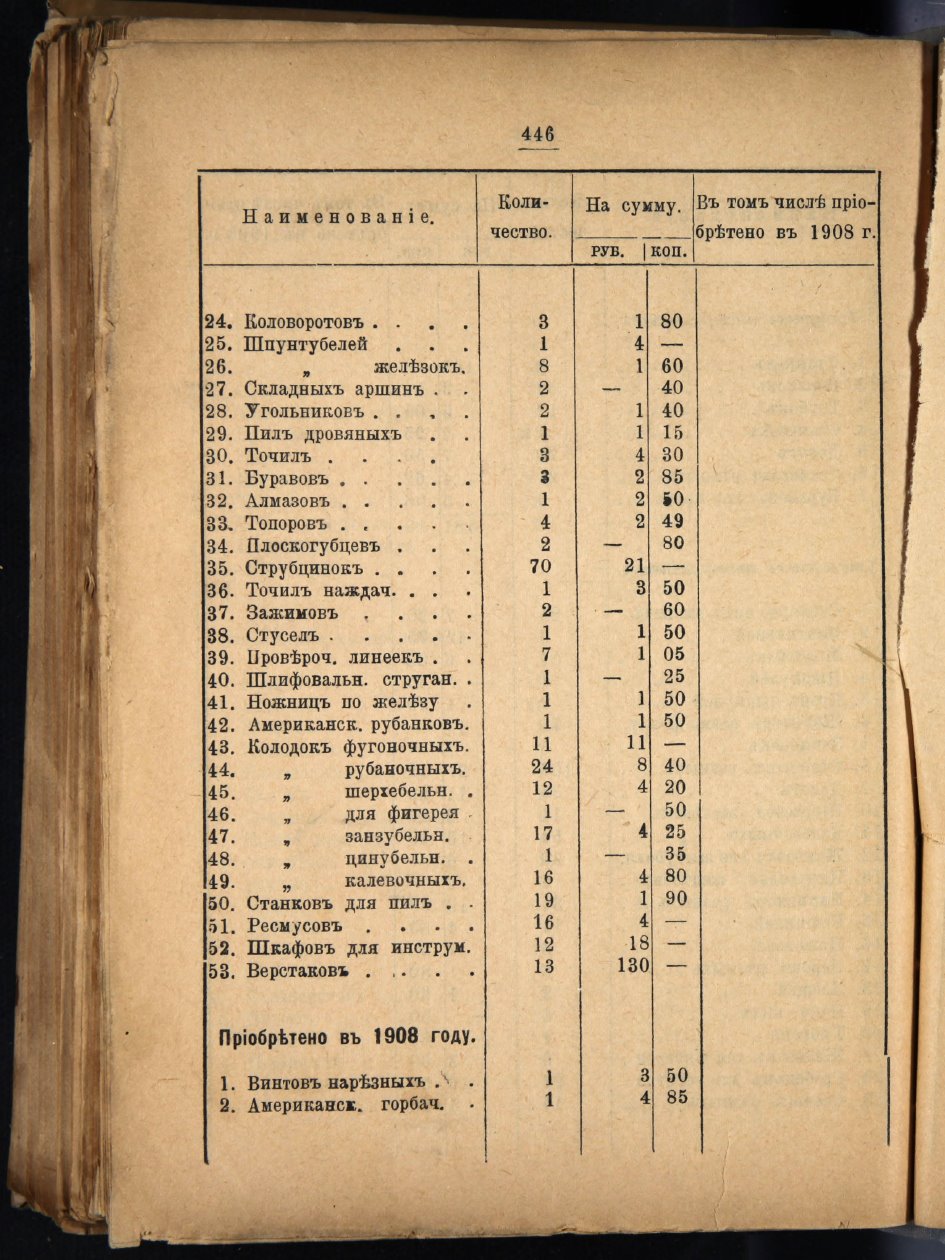 446
Наименованіе. Коли- На сумму. Въ томъ числѣ прі-
чество. РУБ. КОП. обрѣтено въ 1908 г.
24. Коловоротовъ . . . . 3 1 80
25. Шпунтубелей . . . 1 4 —
26. „ желѣзокъ. 8 1 60
27. Складныхъ аршинъ . . 2 — 40
28. Угольниковъ . . . . 2 1 40
29. Пилъ дровяныхъ . . 1 1 15
30. Точилъ . . . . 3 4 30
31. Буравовъ . . . . . 3 2 85
32. Алмазовъ . . . . . 1 2 50
33. Топоровъ . . . . . 4 2 49
34. Плоскогубцевъ . . . 2 — 80
35. Струбцинокъ . . . . 70 21 —
36. Точилъ наждач. . . . 1 3 50
37. Зажимовъ . . . . 2 — 60
38. Стуселъ . . . . . 1 1 50
39. Провѣроч. линеекъ . . 7 1 05
40. Шлифовальн. струган. . 1 — 25
41. Ножницъ по желѣзу . 1 1 50
42. Американск. рубанковъ. 1 1 50
43. Колодокъ фугоночныхъ. 11 11 —
44. „ рубаночныхъ. 24 8 40
45. „ шерхебельн. . 12 4 20
46. „ для фигерея . 1 — 50
47. „ занзубельн. 17 4 25
48. „ цинубельн. . 1 — 35
49. „ калевочныхъ. 16 4 80
50. Станковъ для пилъ . . 19 1 90
51. Ресмусовъ . . . . 16 4 —
52. Шкафовъ для инструм. 12 18 —
53. Верстаковъ . . . . . 13 130 —
Пріобрѣтено въ 1908 году.
1. Винтовъ нарѣзныхъ . . 1 3 50
2. Американск. горбач. . 1 4 85